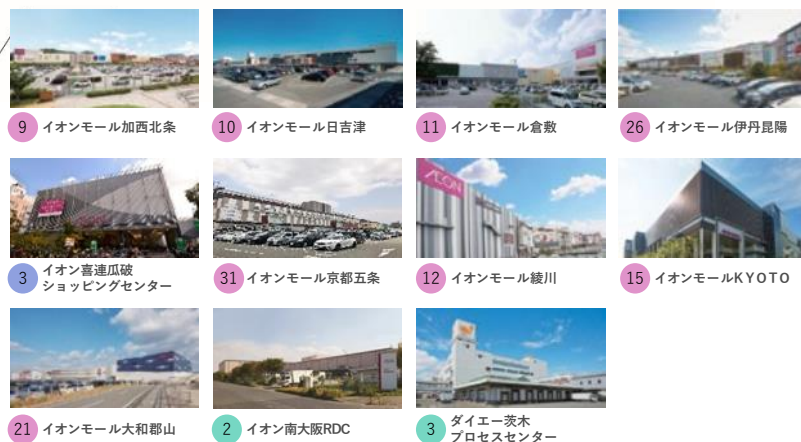 9 イオンモール加西北条
10 イオンモール日吉津
11 イオンモール倉敷
26 イオンモール伊丹昆陽
ÆON
3 イオン喜連瓜破
ショッピングセンター
31 イオンモール京都五条
12 イオンモール綾川
15 イオンモールKYOTO
21 イオンモール大和郡山
2 イオン南大阪RDC
3 ダイエー茨木
プロセスセンター